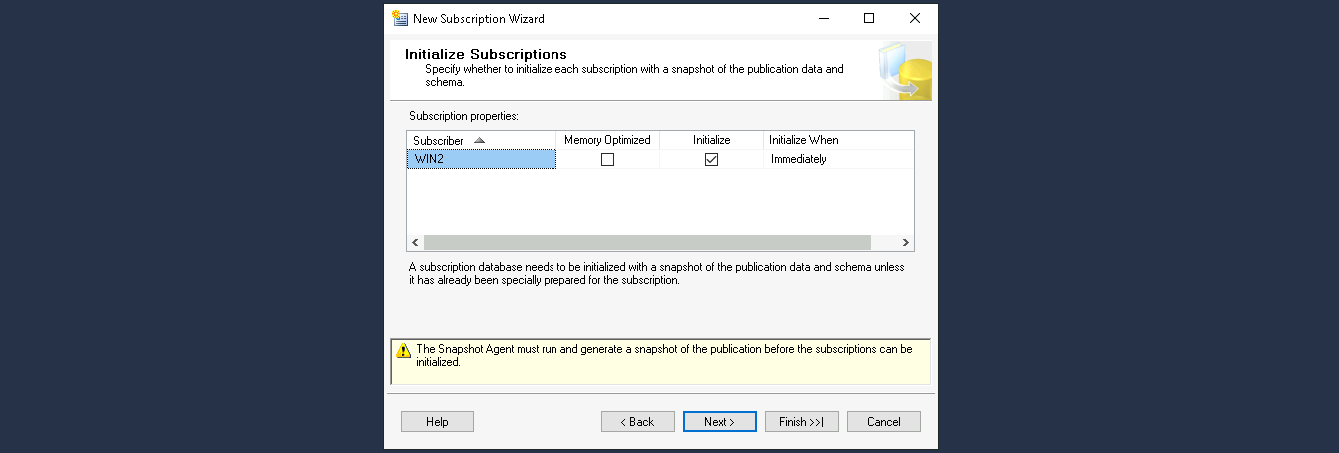 New Subscription Wizard
Initialize Subscriptions
Specify whether to initialize each subscription with a snapshot of the publication data and
schema.
Subscription properties:
Subscriber Memory Optimized Initialize Initialize When
WIN2 Immediately
A subscription database needs to be initialized with a snapshot of the publication data and schema unless
it has already been specially prepared for the subscription.
The Snapshot Agent must run and generate a snapshot of the publication before the subscriptions can be
initialized.
Help < Back Next > Finish >>| Cancel